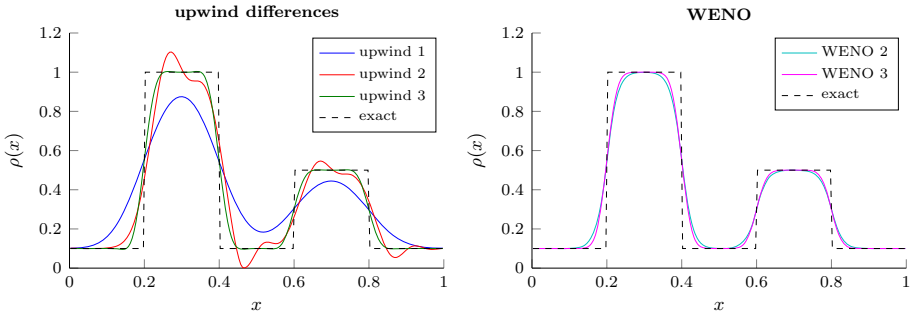 upwind differences
1.2
1
0.8
0.6
0.4
0.2
0
ρ(x)
upwind 1
upwind 2
upwind 3
exact
0 0.2 0.4 0.6 0.8 1
x
WENO
1.2
1
0.8
0.6
0.4
0.2
0
ρ(x)
WENO 2
WENO 3
exact
0 0.2 0.4 0.6 0.8 1
x